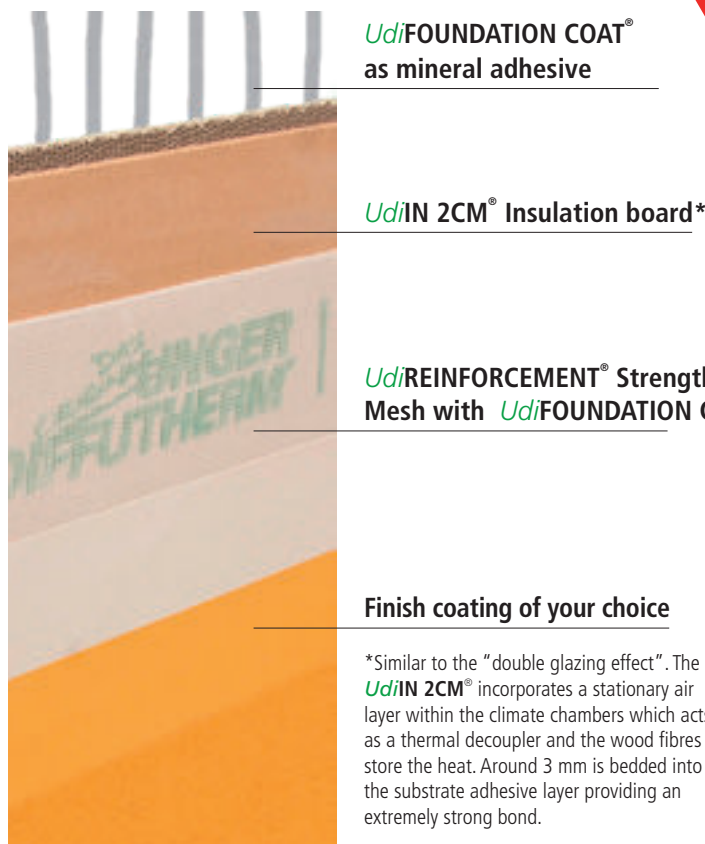 UdiFOUNDATION COAT®
as mineral adhesive
UdiIN 2CM® Insulation board*
UdiREINFORCEMENT®
Mesh with UdiFOUNDATION
DAS
DIFFUTHERM
Finish coating of your choice
*Similar to the "double glazing effect". The
UdiIN 2CM® incorporates a stationary air
layer within the climate chambers which acts
as a thermal decoupler and the wood fibres
store the heat. Around 3 mm is bedded into
the substrate adhesive layer providing an
extremely strong bond.